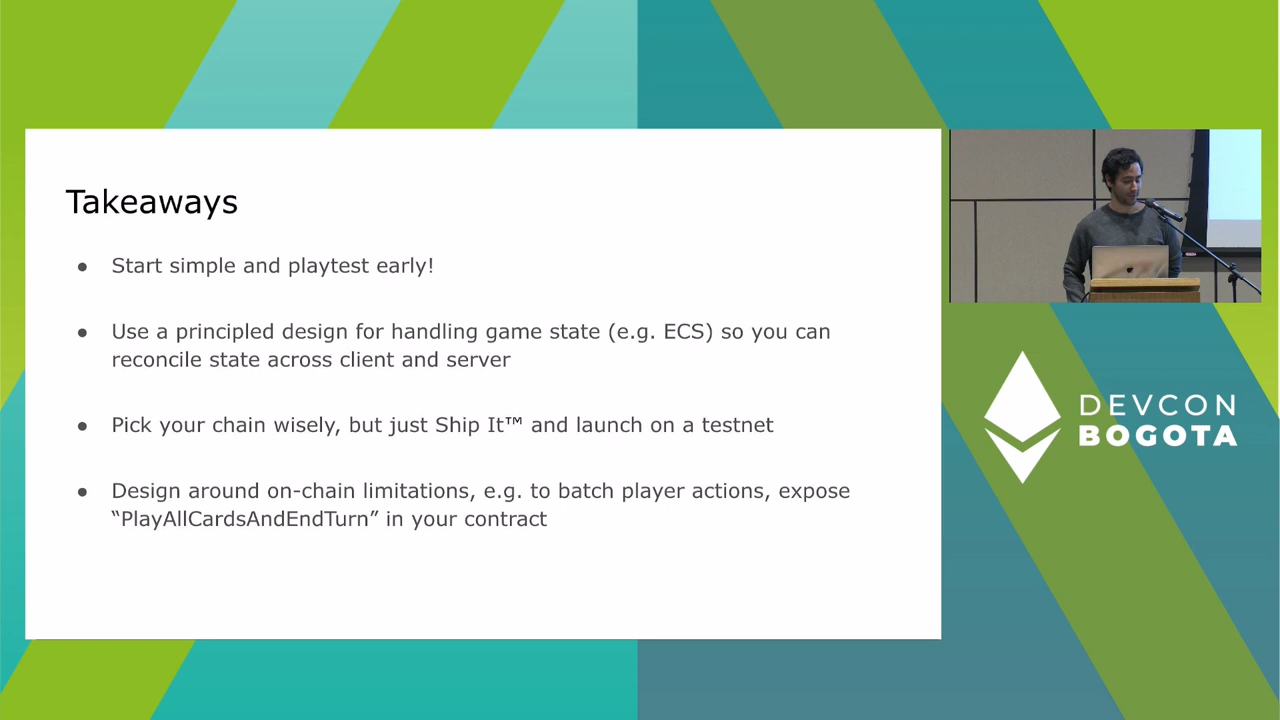 Takeaways
● Start simple and playtest early!
● Use a principled design for handling game state (e.g. ECS) so you can
reconcile state across client and server
● Pick your chain wisely, but just Ship It™ and launch on a testnet
● Design around on-chain limitations, e.g. to batch player actions, expose
“PlayAllCardsAndEndTurn” in your contract
DEVCON
BOGOTA